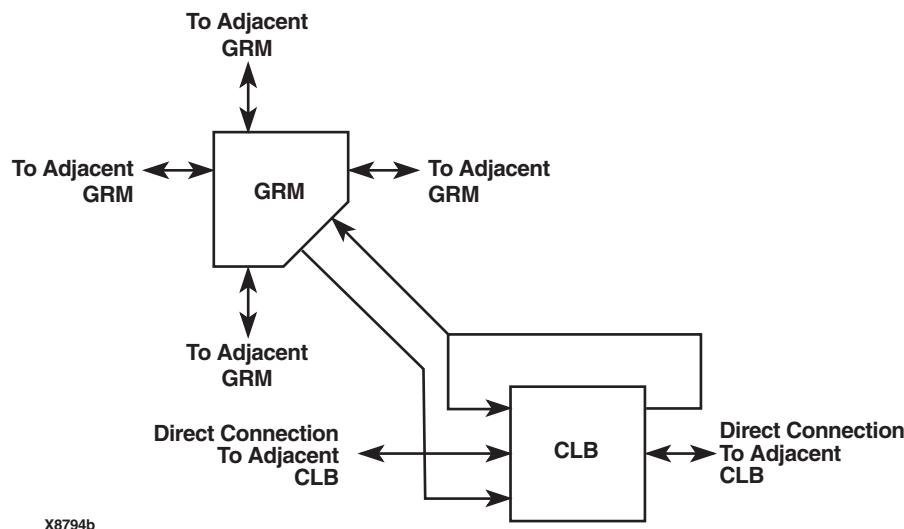 To Adjacent
GRM
To Adjacent
GRM
GRM
To Adjacent
GRM
To Adjacent
GRM
Direct Connection
To Adjacent
CLB
CLB
Direct Connection
To Adjacent
CLB
X8794b